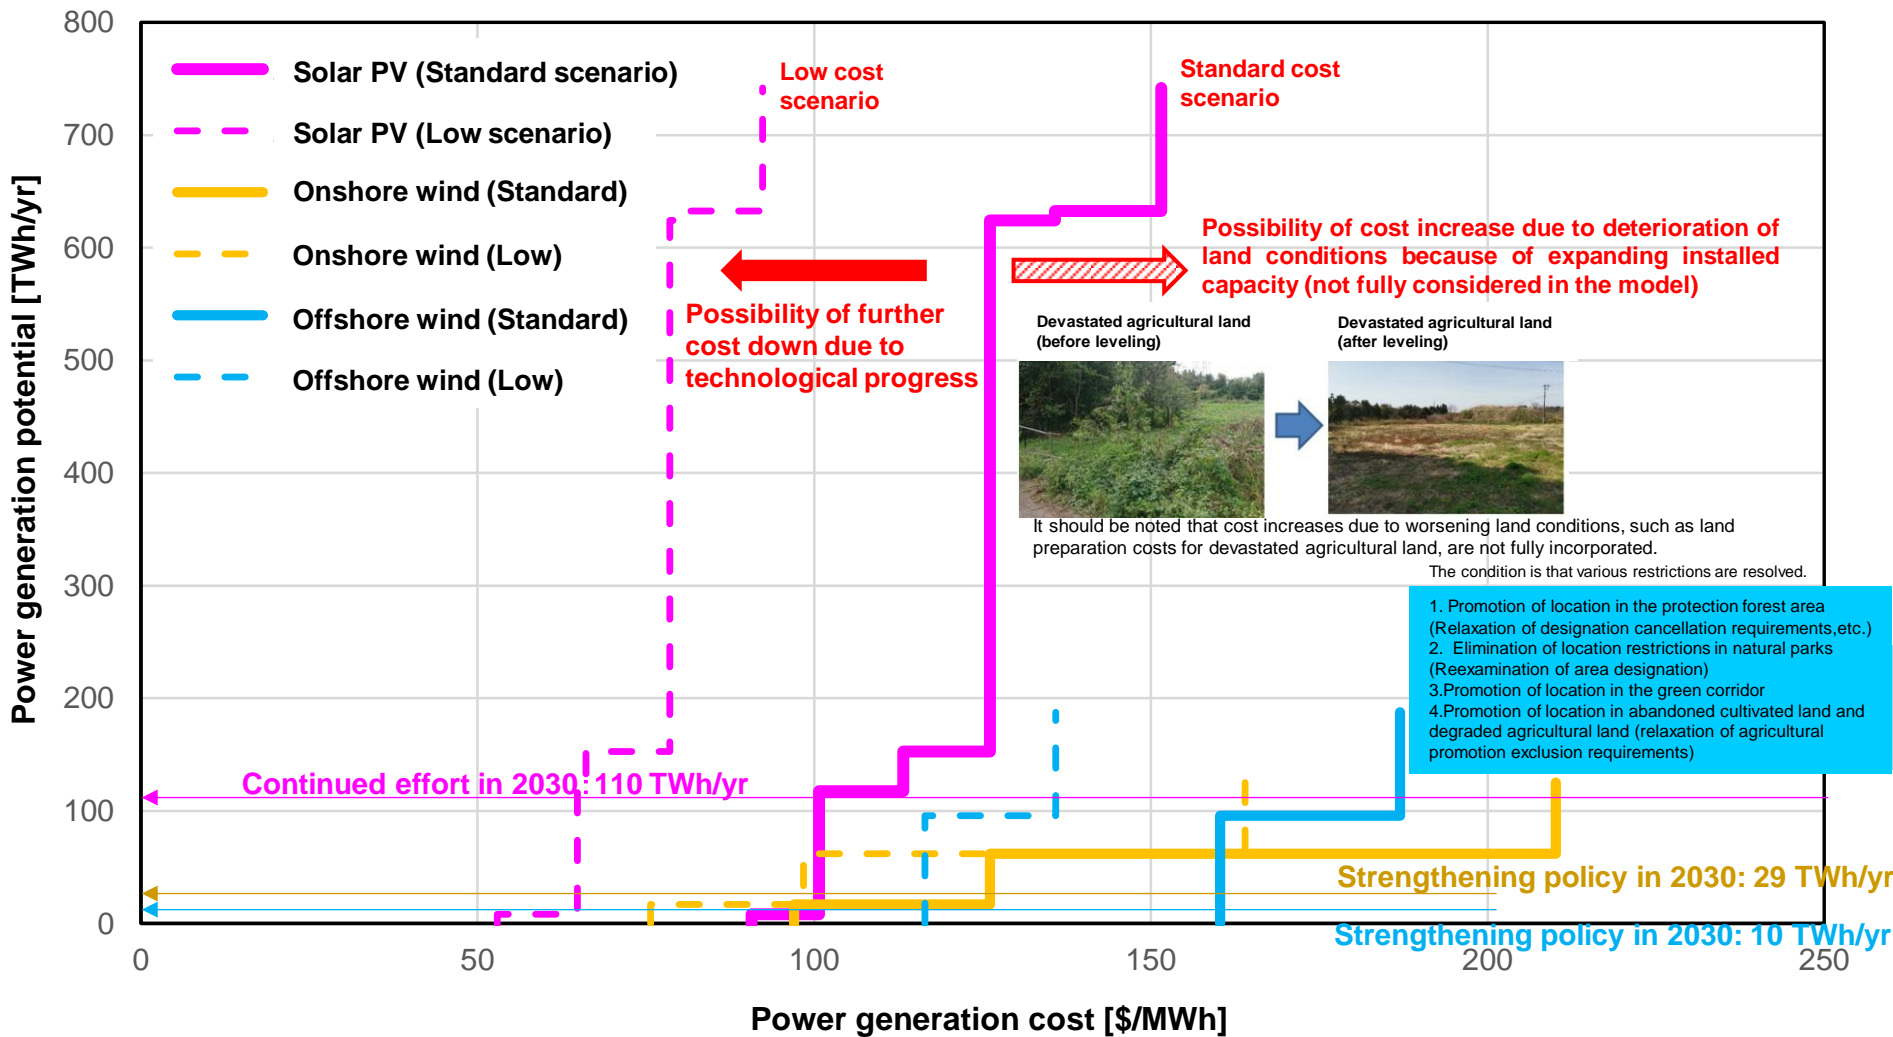 800
700
600
500
400
300
200
100
0
Power generation potential [TWh/yr]
Solar PV (Standard scenario)
Solar PV (Low scenario)
Onshore wind (Standard)
Onshore wind (Low)
Offshore wind (Standard)
Offshore wind (Low)
Low cost
scenario
Standard cost
scenario
Possibility of further
cost down due to
technological progress
Possibility of cost increase due to deterioration of
land conditions because of expanding installed
capacity (not fully considered in the model)
Devastated agricultural land
(before leveling)
Devastated agricultural land
(after leveling)
It should be noted that cost increases due to worsening land conditions, such as land
preparation costs for devastated agricultural land, are not fully incorporated.
The condition is that various restrictions are resolved.
1. Promotion of location in the protection forest area
(Relaxation of designation cancellation requirements,etc.)
2. Elimination of location restrictions in natural parks
(Reexamination of area designation)
3.Promotion of location in the green corridor
4.Promotion of location in abandoned cultivated land and
degraded agricultural land (relaxation of agricultural
promotion exclusion requirements)
Continued effort in 2030: 110 TWh/yr
Strengthening policy in 2030: 29 TWh/yr
Strengthening policy in 2030: 10 TWh/yr
0
50
100
150
200
250
Power generation cost [$/MWh]